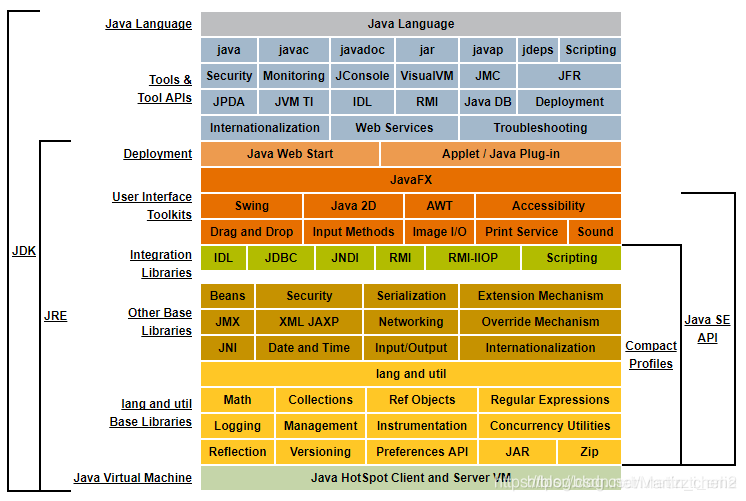 Java Language Java Language
java javac javadoc jar javap jdeps Scripting
Tools & Tool APIs
Security Monitoring JConsole VisualVM JMC JFR
JPDA JVM TI IDL RMI Java DB Deployment
Internationalization Web Services Troubleshooting
Deployment Java Web Start Applet / Java Plug-in
JavaFX
User Interface Toolkits
Swing Java 2D AWT Accessibility
Drag and Drop Input Methods Image I/O Print Service Sound
Integration Libraries
IDL JDBC JNDI RMI RMI-IIOP Scripting
JDK
JRE
Other Base Libraries
Beans Security Serialization Extension Mechanism
JMX XML JAXP Networking Override Mechanism
JNI Date and Time Input/Output Internationalization
Java SE API
Compact Profiles
lang and util
lang and util Base Libraries
Math Collections Ref Objects Regular Expressions
Logging Management Instrumentation Concurrency Utilities
Reflection Versioning Preferences API JAR Zip
Java Virtual Machine Java HotSpot Client and Server VM